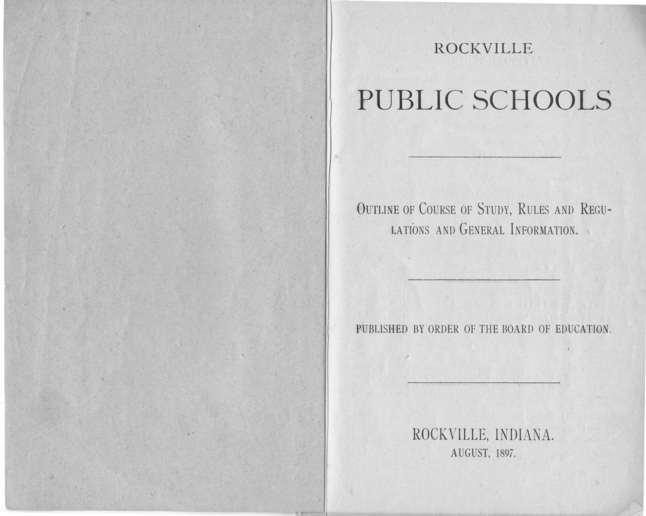 ROCKVILLE
PUBLIC SCHOOLS
OUTLINE OF COURSE OF STUDY, RULES AND REGU-
LATIONS AND GENERAL INFORMATION.
PUBLISHED BY ORDER OF THE BOARD OF EDUCATION.
ROCKVILLE, INDIANA.
AUGUST, 1897.